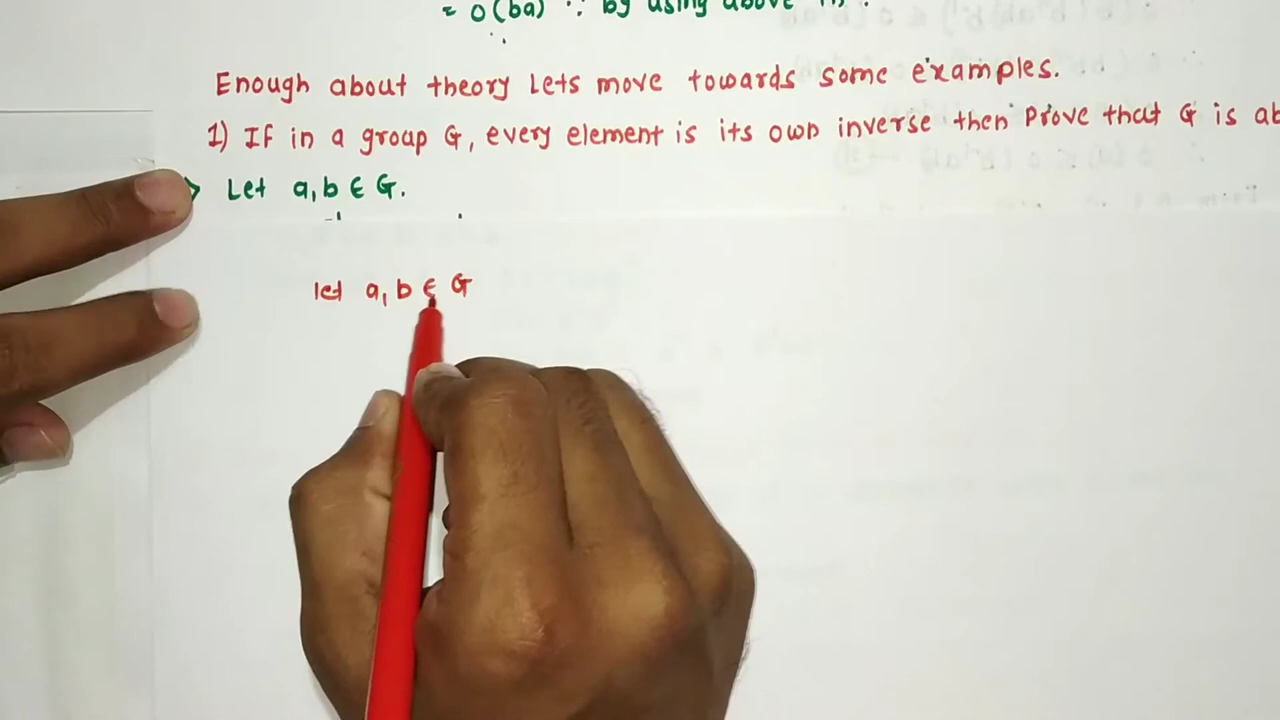 = o(ba) ∵ by using above
Enough about theory Lets move towards some examples.
1) If in a group G, every element is its own inverse then Prove that G is ab
Let a,b ∈ G.
let a,b ∈ G